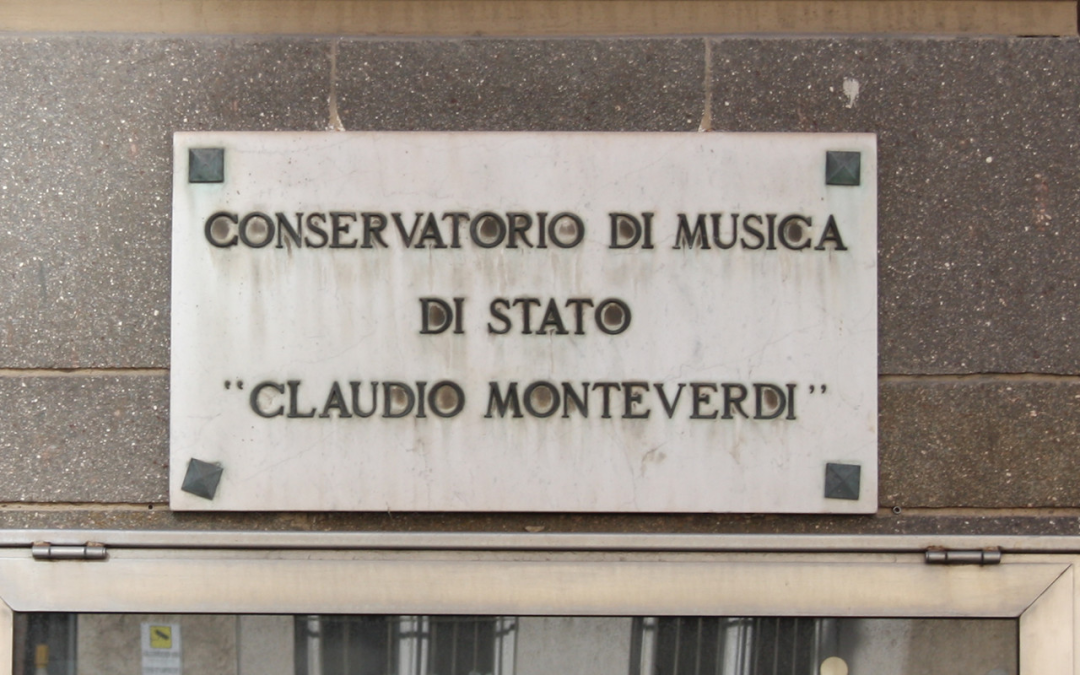 CONSERVATORIO DI MUSICA
DI STATO
"CLAUDIO MONTEVERDI"